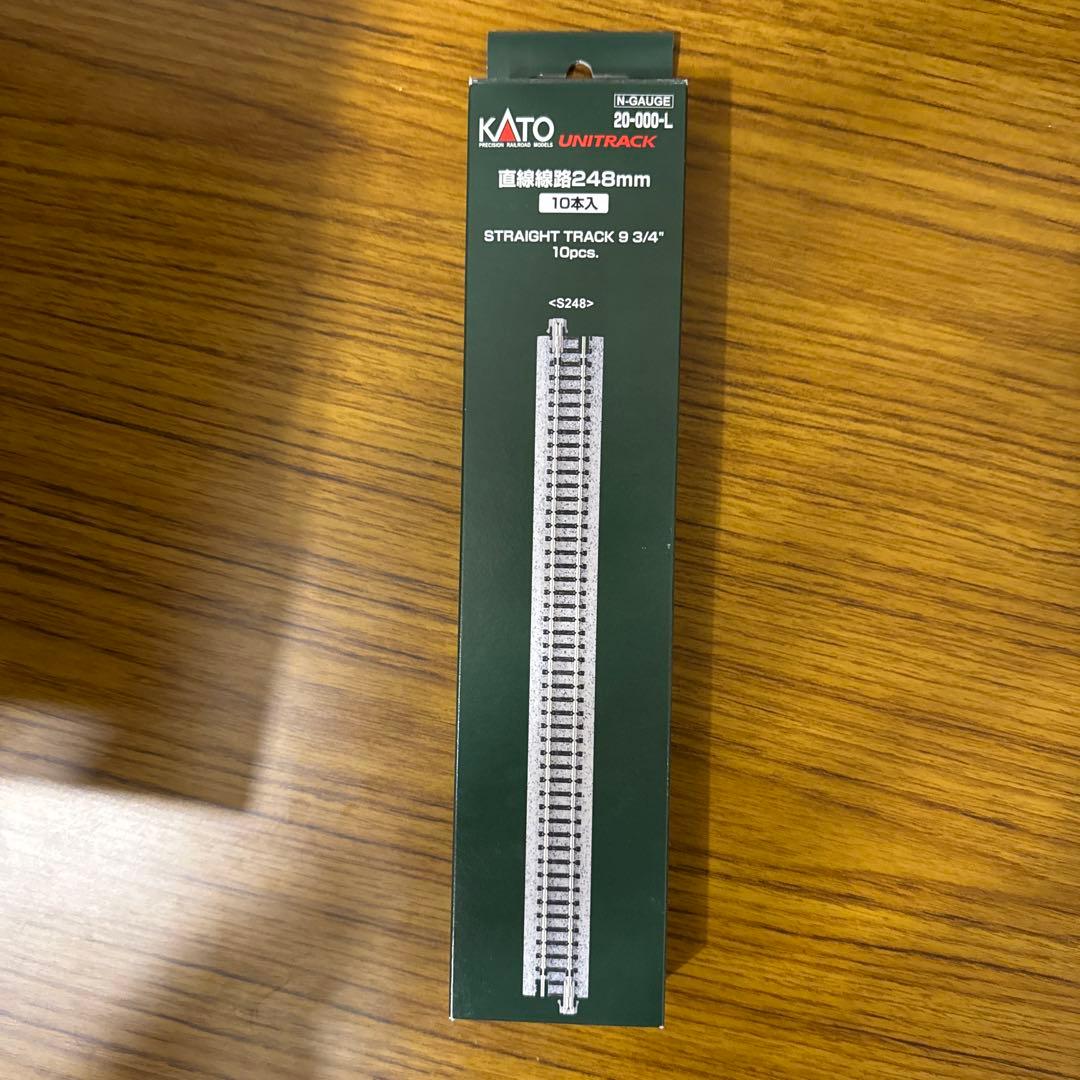 N-GAUGE
20-000-L
KATO
PRECISION RAILROAD MODELS
UNITRACK
直線線路248mm
10本入
STRAIGHT TRACK 9 3/4"
10pcs.
<S248>